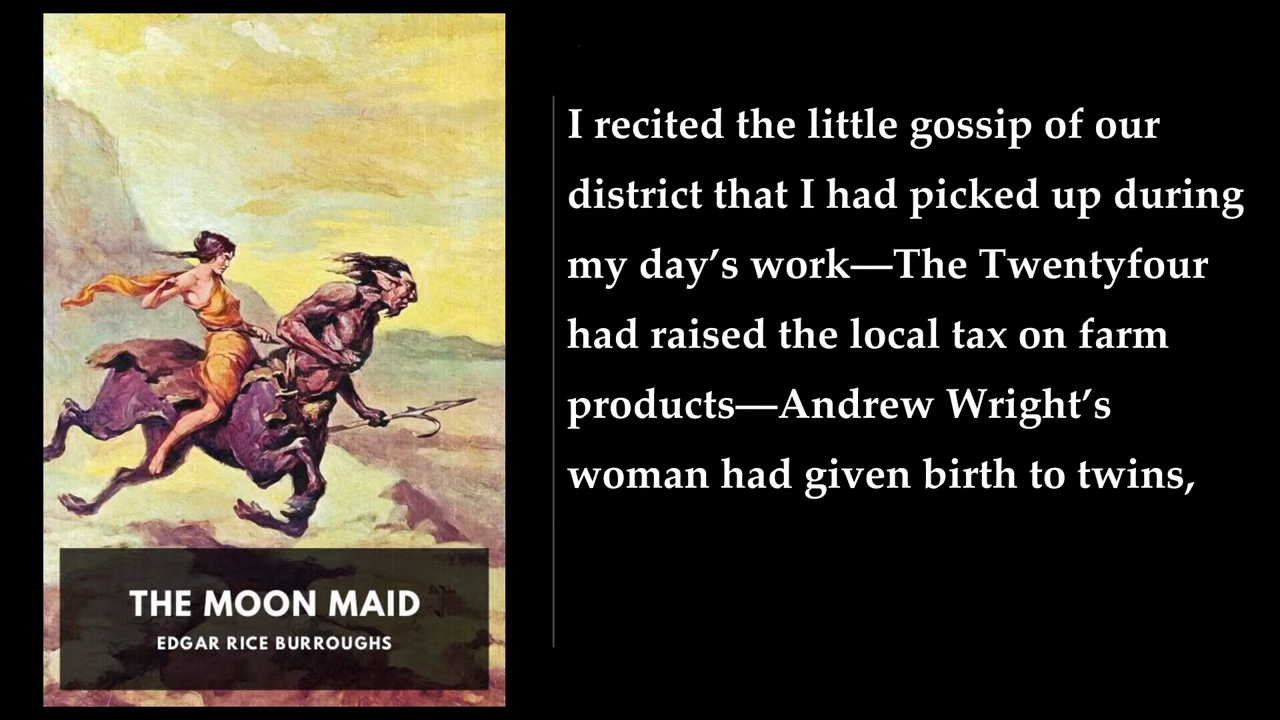 THE MOON MAID
EDGAR RICE BURROUGHS
I recited the little gossip of our
district that I had picked up during
my day’s work—The Twentyfour
had raised the local tax on farm
products—Andrew Wright’s
woman had given birth to twins,